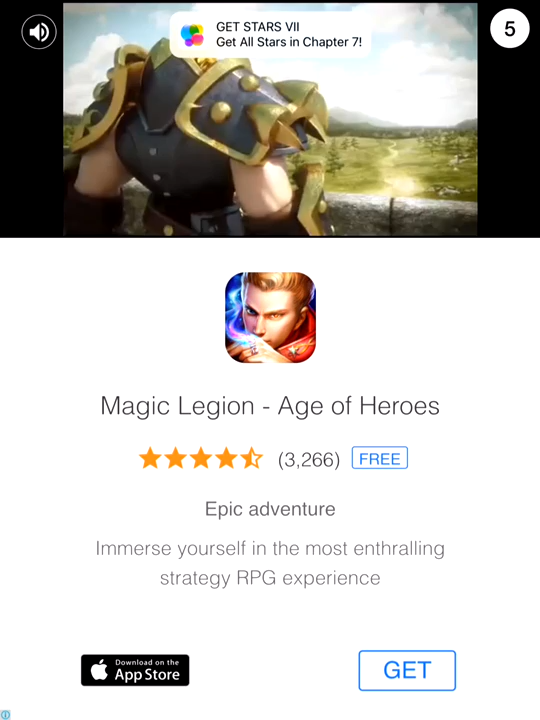 GET STARS VII
Get All Stars in Chapter 7!
5
Magic Legion - Age of Heroes
(3,266) FREE
Epic adventure
Immerse yourself in the most enthralling
strategy RPG experience
Download on the
App Store
GET